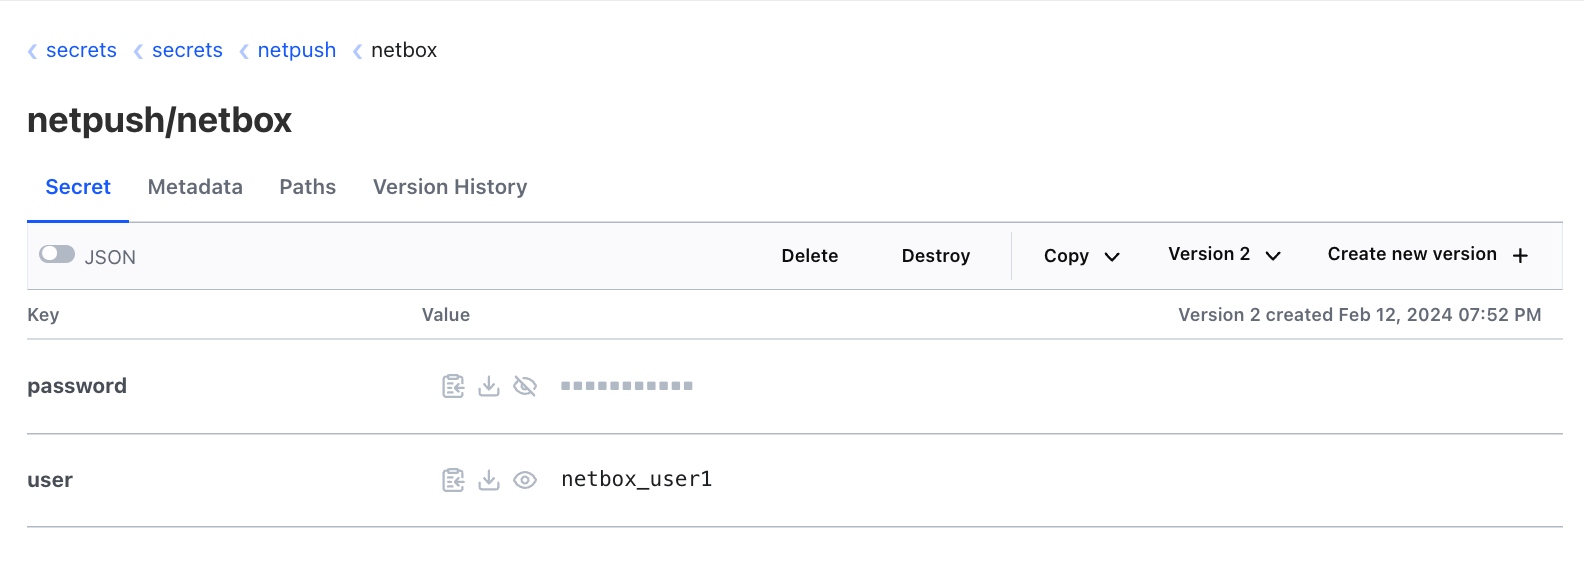 secrets secrets netpush netbox
netpush/netbox
Secret Metadata Paths Version History
JSON Delete Destroy Copy Version 2 Create new version +
Key Value Version 2 created Feb 12, 2024 07:52 PM
password
user netbox_user1